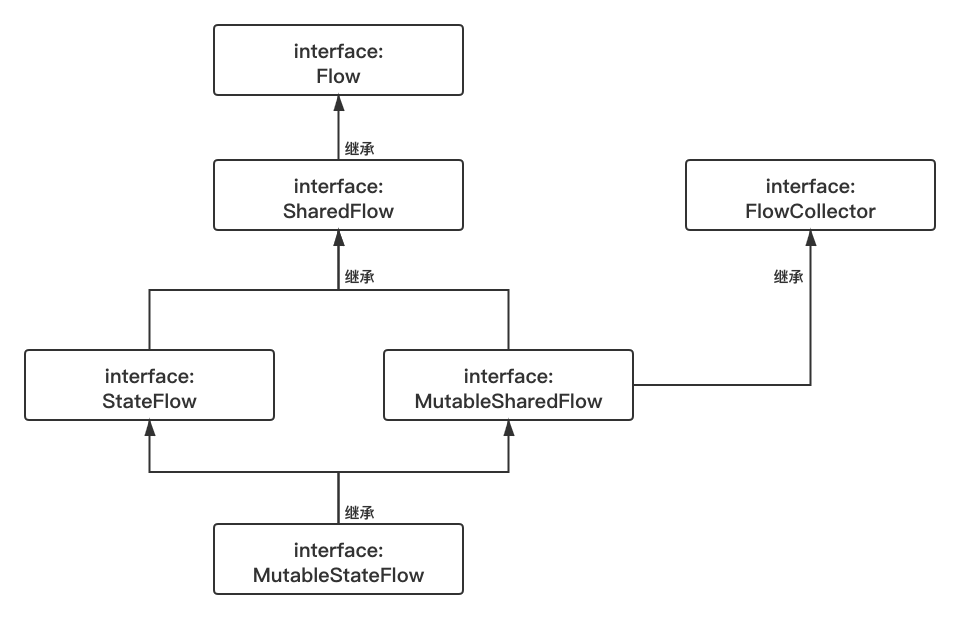 interface:
Flow
继承
interface:
SharedFlow
interface:
FlowCollector
继承
继承
interface:
StateFlow
interface:
MutableSharedFlow
继承
interface:
MutableStateFlow